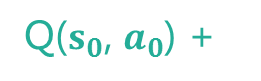 Q(s₀, a₀) +